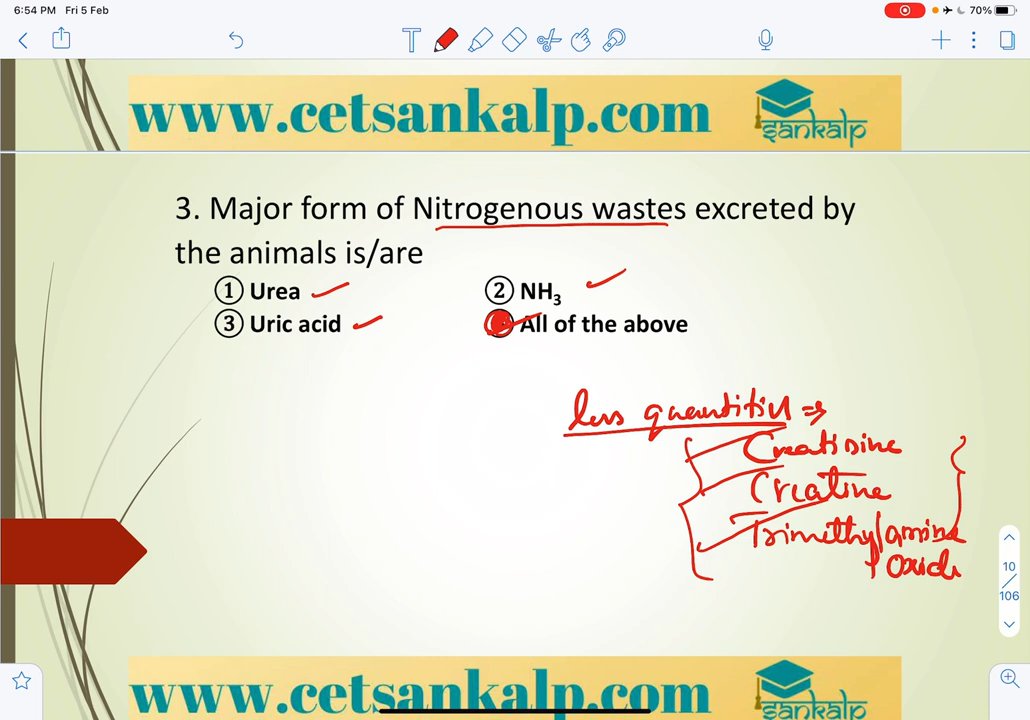 6:54 PM Fri 5 Feb
70%
www.cetsankalp.com
sankalp
3. Major form of Nitrogenous wastes excreted by
the animals is/are
① Urea
② NH₃
③ Uric acid
All of the above
less quantities ⇒
Creatinine
Creatine
Trimethylamine
oxide
10
106
www.cetsankalp.com
sankalp